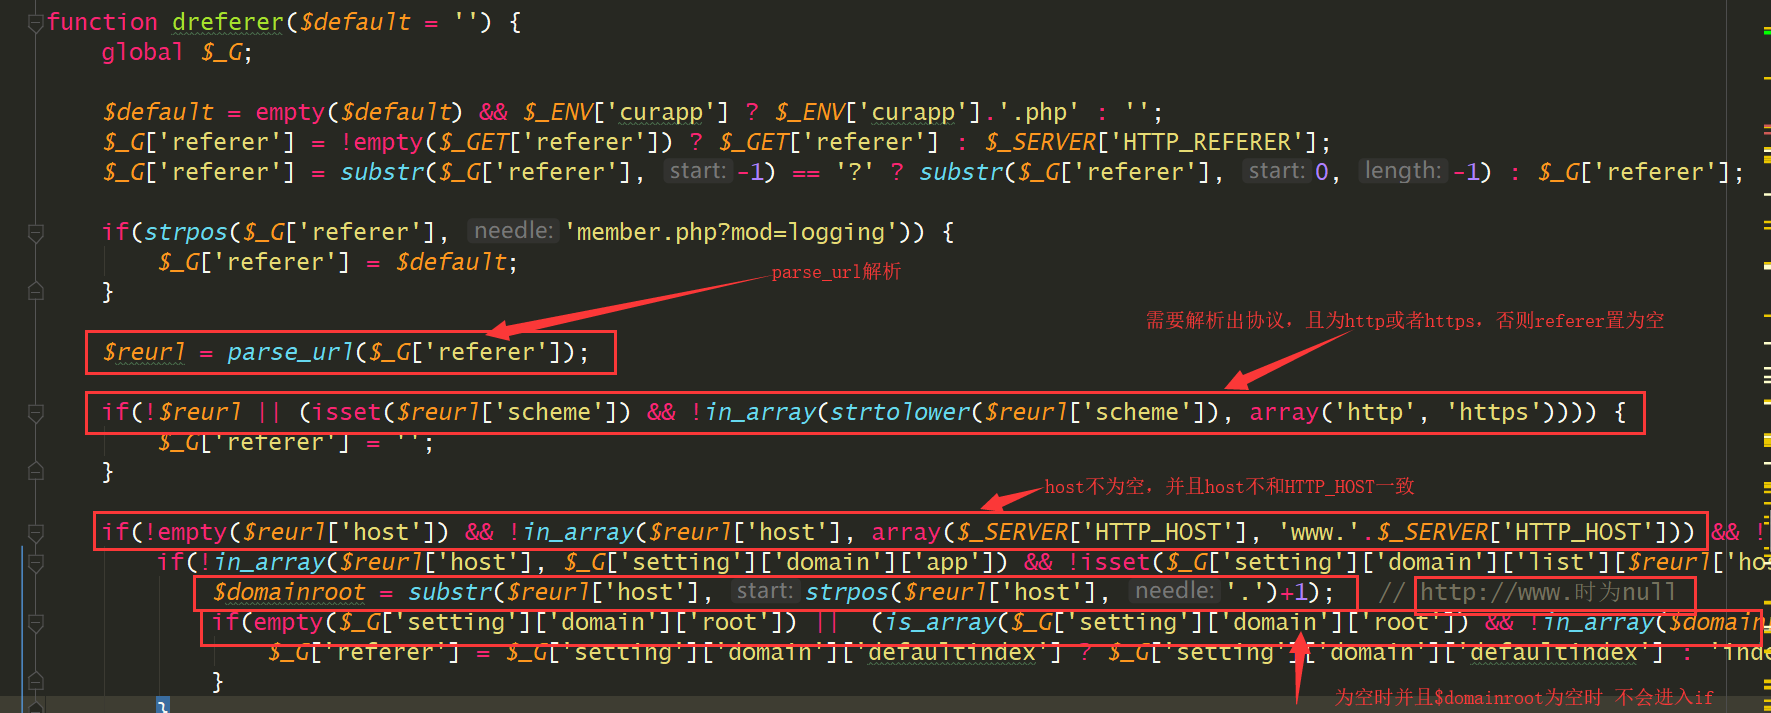 function dreferer($default = '') {
global $_G;
$default = empty($default) && $_ENV['curapp'] ? $_ENV['curapp'].'.php' : '';
$_G['referer'] = !empty($_GET['referer']) ? $_GET['referer'] : $_SERVER['HTTP_REFERER'];
$_G['referer'] = substr($_G['referer'], start: -1) == '?' ? substr($_G['referer'], start: 0, length: -1) : $_G['referer'];
if(strpos($_G['referer'], needle: 'member.php?mod=logging')) {
$_G['referer'] = $default;
parse_url解析
}
需要解析出协议，且为http或者https，否则referer置为空
$reurl = parse_url($_G['referer']);
if(!$reurl || (isset($reurl['scheme']) && !in_array(strtolower($reurl['scheme']), array('http', 'https')))) {
$_G['referer'] = '';
}
host不为空，并且host不和HTTP_HOST一致
if(!empty($reurl['host']) && !in_array($reurl['host'], array($_SERVER['HTTP_HOST'], 'www.'.$_SERVER['HTTP_HOST'])) && !
if(!in_array($reurl['host'], $_G['setting']['domain']['app']) && !isset($_G['setting']['domain']['list'][$reurl['hos
$domainroot = substr($reurl['host'], start: strpos($reurl['host'], needle: '.')+1); // http://www.时为null
if(empty($_G['setting']['domain']['root']) || (is_array($_G['setting']['domain']['root']) && !in_array($domain
$_G['referer'] = $_G['setting']['domain']['defaultindex'] ? $_G['setting']['domain']['defaultindex'] : 'inde
}
为空时并且$domainroot为空时 不会进入if
}